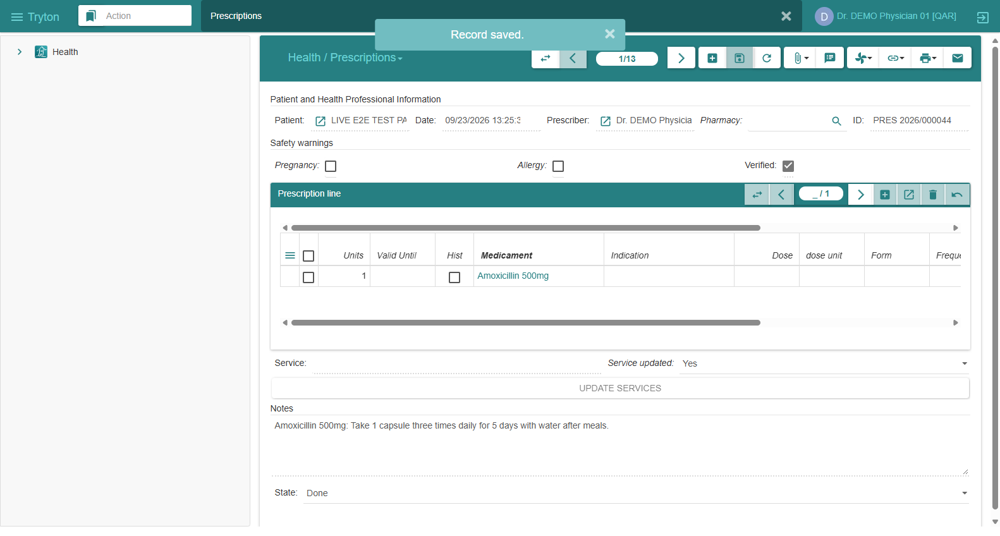 Tryton
Action
Prescriptions
Dr. DEMO Physician 01 [QAR]
D
Record saved.
Health
Health / Prescriptions
1/13
Patient and Health Professional Information
Patient: LIVE E2E TEST PA Date: 09/23/2026 13:25:3 Prescriber: Dr. DEMO Physicia Pharmacy: ID: PRES 2026/000044
Safety warnings
Pregnancy: Allergy: Verified:
Prescription line
_ / 1
Units Valid Until Hist Medicament Indication Dose dose unit Form Freque
1 Amoxicillin 500mg
Service: Service updated: Yes
UPDATE SERVICES
Notes
Amoxicillin 500mg: Take 1 capsule three times daily for 5 days with water after meals.
State: Done